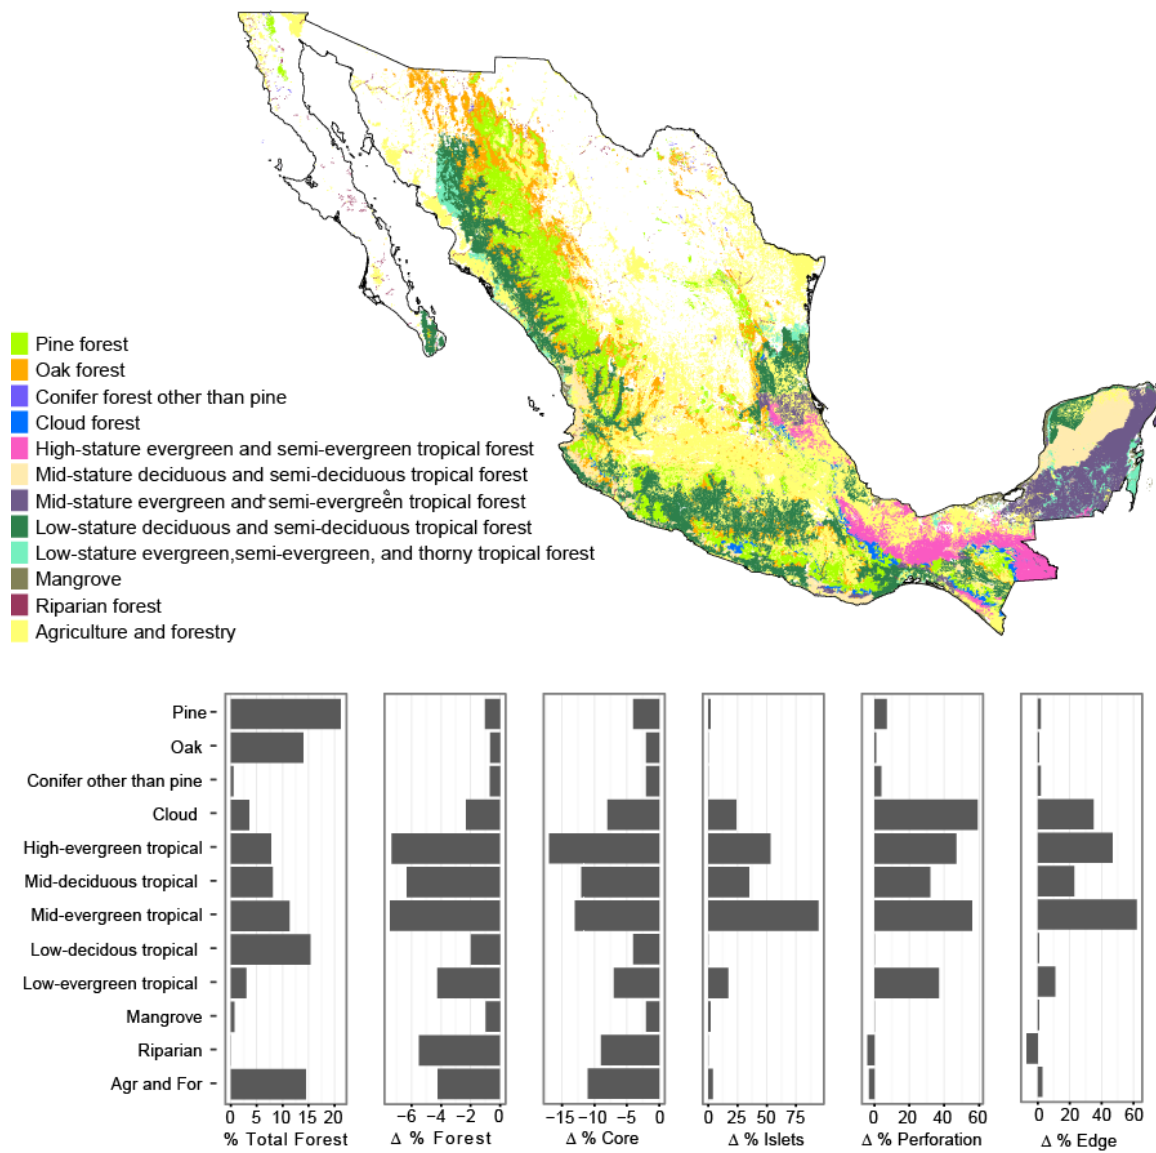 Pine forest
Oak forest
Conifer forest other than pine
Cloud forest
High-stature evergreen and semi-evergreen tropical forest
Mid-stature deciduous and semi-deciduous tropical forest
Mid-stature evergreen and semi-evergreen tropical forest
Low-stature deciduous and semi-deciduous tropical forest
Low-stature evergreen,semi-evergreen, and thorny tropical forest
Mangrove
Riparian forest
Agriculture and forestry
Pine
Oak
Conifer other than pine
Cloud
High-evergreen tropical
Mid-deciduous tropical
Mid-evergreen tropical
Low-decidous tropical
Low-evergreen tropical
Mangrove
Riparian
Agr and For
0 5 10 15 20
% Total Forest
−6 −4 −2 0
Δ % Forest
−15 −10 −5 0
Δ % Core
0 25 50 75
Δ % Islets
0 20 40 60
Δ % Perforation
0 20 40 60
Δ % Edge